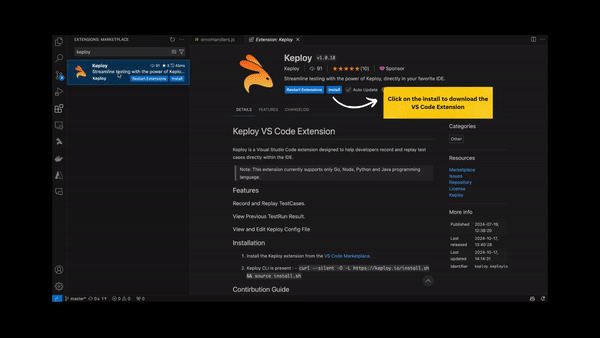 EXTENSIONS: MARKETPLACE
keploy
Keploy
91
5
46ms
Streamline testing with the power of Keplo...
Keploy
Restart Extensions
Install
errorHandlers.js
Extension: Keploy
Keploy
v1.0.18
Keploy
91
(10)
Sponsor
Streamline testing with the power of Keploy, directly in your favorite IDE.
Restart Extensions
Install
Auto Update
Click on the install to download the
VS Code Extension
DETAILS
FEATURES
CHANGELOG
Keploy VS Code Extension
Keploy is a Visual Studio Code extension designed to help developers record and replay test
cases directly within the IDE.
Note: This extension currently supports only Go, Node, Python and Java programming
language.
Features
Record and Replay TestCases.
View Previous TestRun Result.
View and Edit Keploy Config File
Installation
1. Install the Keploy extension from the VS Code Marketplace.
2. Keploy CLI is present :- curl --silent -O -L https://keploy.io/install.sh
&& source install.sh
Contirbution Guide
Categories
Other
Resources
Marketplace
Issues
Repository
License
Keploy
More Info
Published
2024-07-19,
12:38:20
Last
released
2024-10-17,
13:40:28
Last
updated
2024-10-17,
14:14:01
Identifier
keploy.keployio
master*
0
19
0
0
0